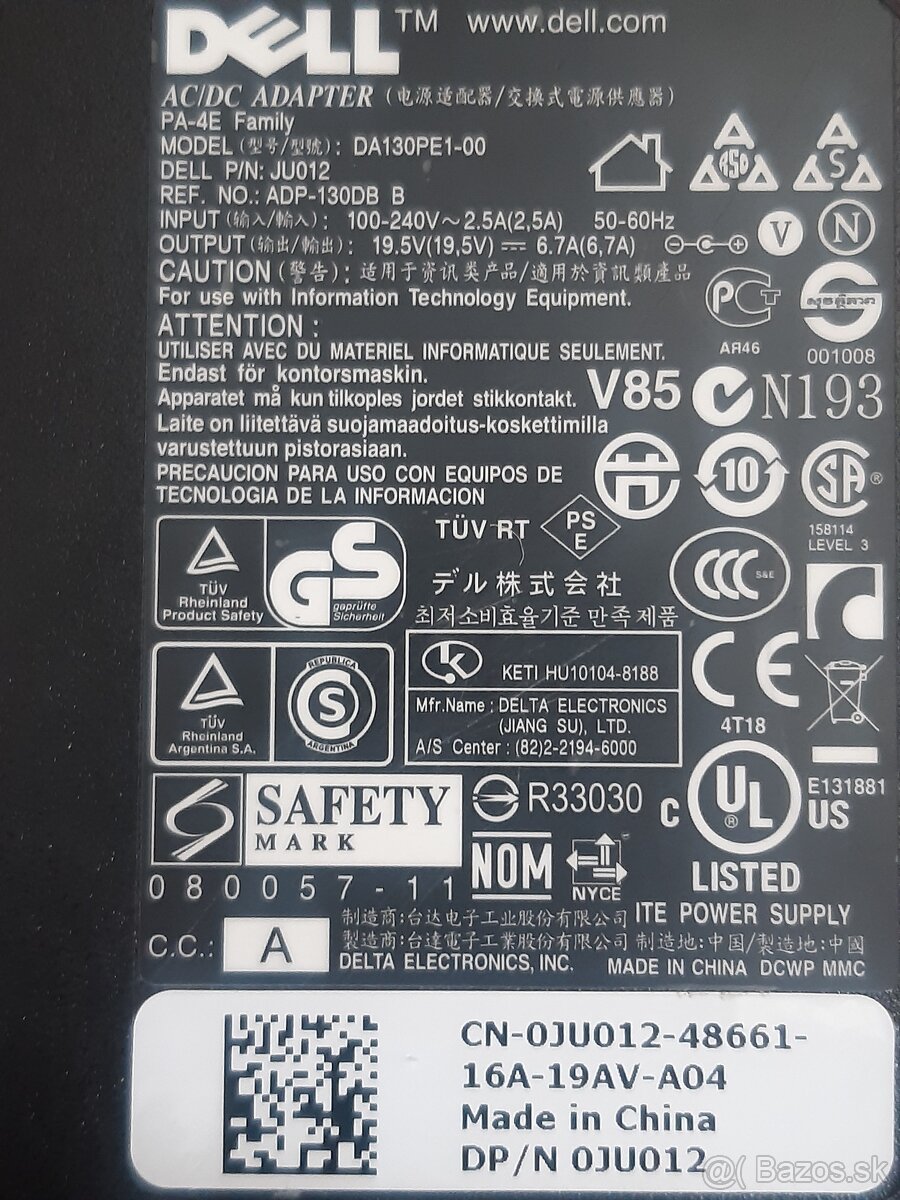 DELL™ www.dell.com
AC/DC ADAPTER (电源适配器/交換式電源供應器)
PA-4E Family
MODEL (型号/型號): DA130PE1-00
DELL P/N: JU012
REF. NO.: ADP-130DB B
INPUT (输入/輸入): 100-240V~2.5A(2,5A) 50-60Hz
OUTPUT (输出/輸出): 19.5V(19,5V) ⎓ 6.7A(6,7A)
V N
CAUTION (警告): 适用于资讯类产品/適用於資訊類產品
For use with Information Technology Equipment.
ATTENTION :
UTILISER AVEC DU MATERIEL INFORMATIQUE SEULEMENT.
PCT
АЯ46
001008
Endast för kontorsmaskin.
Apparatet må kun tilkoples jordet stikkontakt.
V85 N193
Laite on liitettävä suojamaadoitus-koskettimilla
varustettuun pistorasiaan.
PRECAUCION PARA USO CON EQUIPOS DE
TECNOLOGIA DE LA INFORMACION
10
SA®
158114
LEVEL 3
TÜV
Rheinland
Product Safety
GS
geprüfte
Sicherheit
TÜV RT
PS
E
CCC S&E
デル株式会社
최저소비효율기준 만족 제품
TÜV
Rheinland
Argentina S.A.
REPUBLICA
S
ARGENTINA
k KETI HU10104-8188
Mfr.Name : DELTA ELECTRONICS
(JIANG SU), LTD.
A/S Center : (82)2-2194-6000
CE
4T18
SAFETY
MARK
080057-11
R33030
NOM
NYCE
C UL® US
E131881
LISTED
ITE POWER SUPPLY
C.C.: A
制造商:台达电子工业股份有限公司
製造商:台達電子工業股份有限公司 制造地:中国/製造地:中國
DELTA ELECTRONICS, INC. MADE IN CHINA DCWP MMC
CN-0JU012-48661-
16A-19AV-A04
Made in China
DP/N 0JU012
@( Bazos.sk